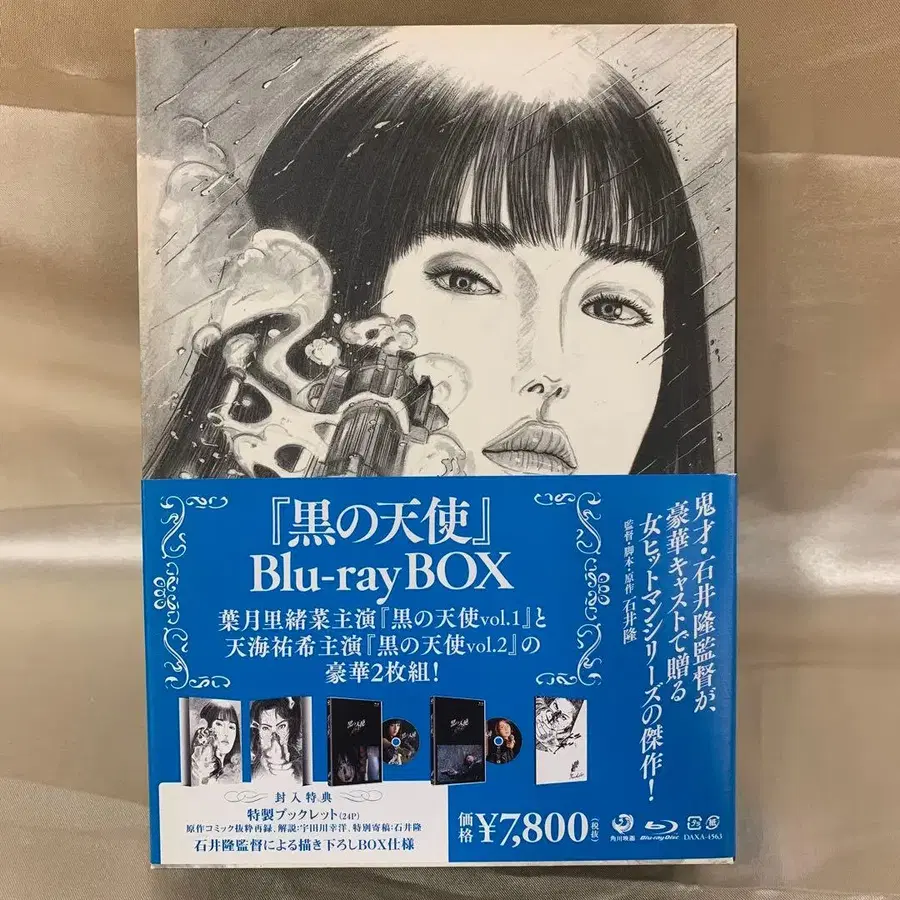 『黒の天使』
Blu-ray BOX
葉月里緒菜主演『黒の天使vol.1』と
天海祐希主演『黒の天使vol.2』の
豪華2枚組!
鬼才・石井隆監督が、
豪華キャストで贈る
女ヒットマンシリーズの傑作!
監督・脚本・原作 石井隆
黒の天使
黒の天使
封入特典
特製ブックレット(24P)
原作コミック抜粋再録、解説:宇田川幸洋、特別寄稿:石井隆
石井隆監督による描き下ろしBOX仕様
価格 ¥7,800(税抜)
角川映画
Blu-ray Disc
DAXA-4563